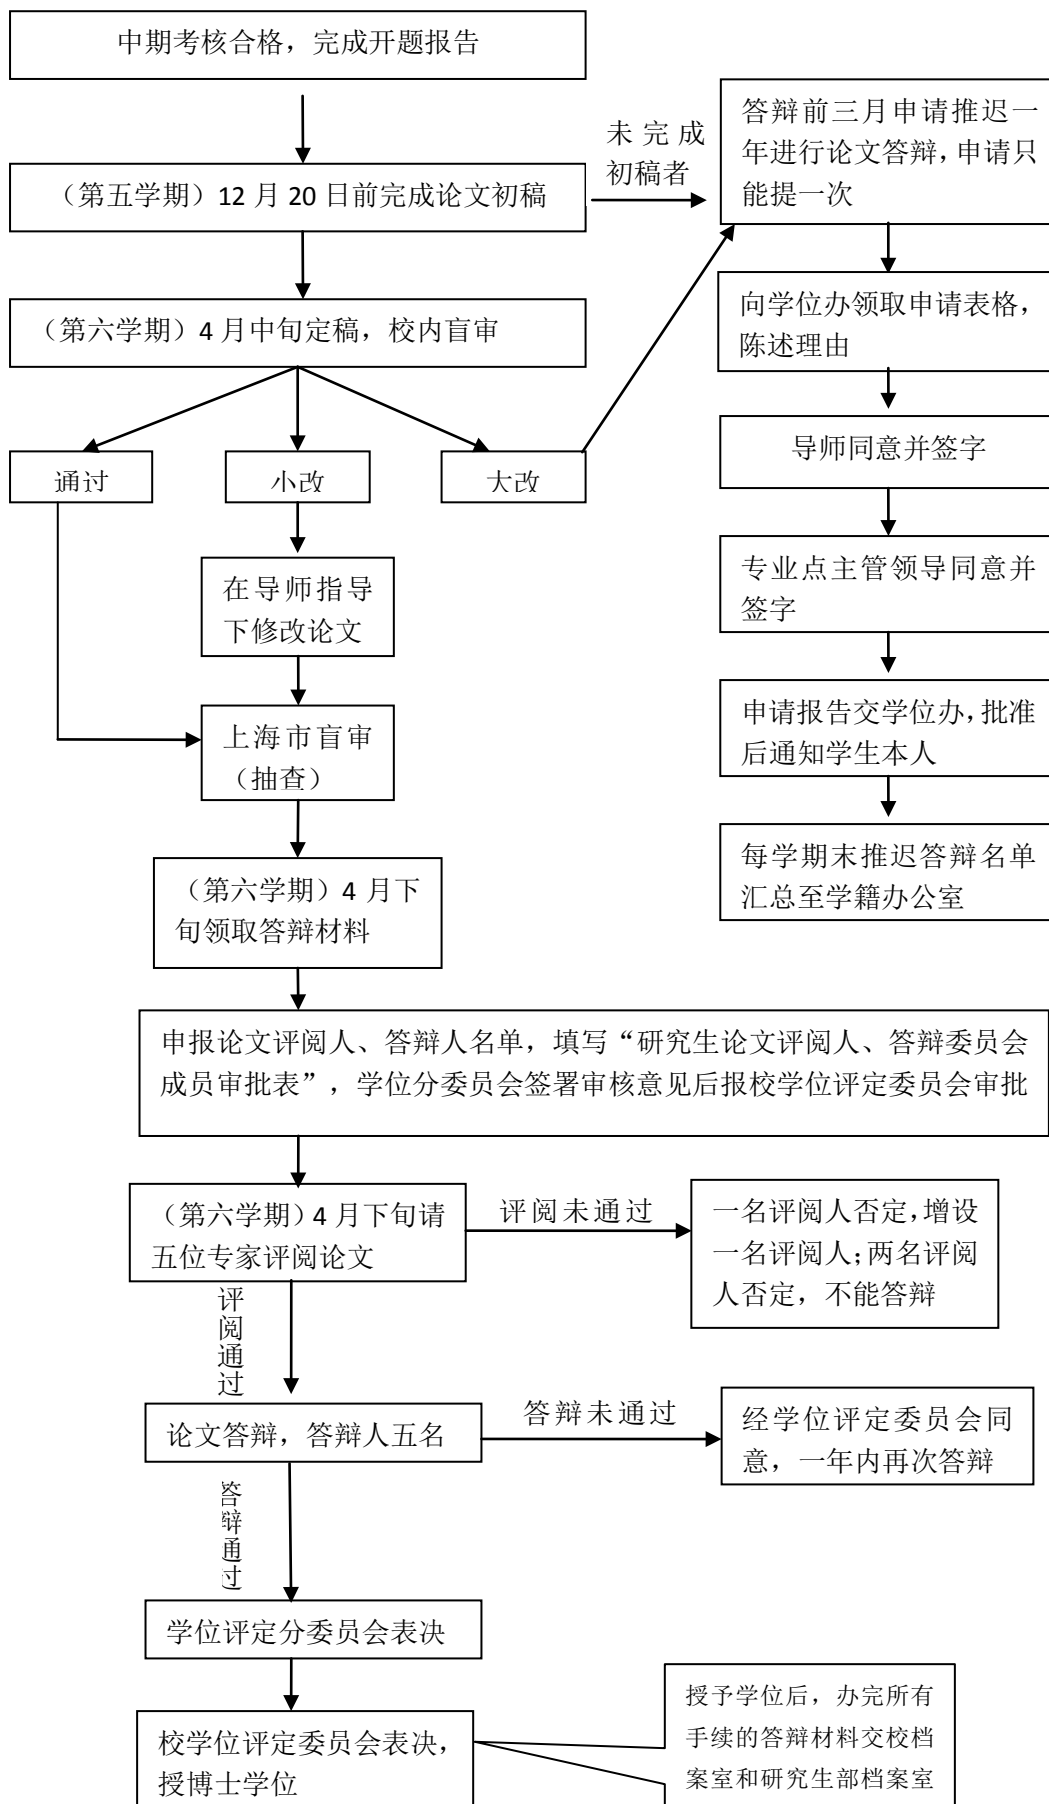 中期考核合格，完成开题报告
答辩前三月申请推迟一
年进行论文答辩，申请只
能提一次
未完成
初稿者
（第五学期）12月20日前完成论文初稿
向学位办领取申请表格，
陈述理由
（第六学期）4月中旬定稿，校内盲审
导师同意并签字
通过
小改
大改
专业点主管领导同意并
签字
在导师指导
下修改论文
申请报告交学位办，批准
后通知学生本人
上海市盲审
（抽查）
每学期末推迟答辩名单
汇总至学籍办公室
（第六学期）4月下
旬领取答辩材料
申报论文评阅人、答辩人名单，填写“研究生论文评阅人、答辩委员会
成员审批表”，学位分委员会签署审核意见后报校学位评定委员会审批
（第六学期）4月下旬请
五位专家评阅论文
评阅未通过
一名评阅人否定，增设
一名评阅人；两名评阅
人否定，不能答辩
评阅通过
论文答辩，答辩人五名
答辩未通过
经学位评定委员会同
意，一年内再次答辩
答辩通过
学位评定分委员会表决
校学位评定委员会表决，
授博士学位
授予学位后，办完所有
手续的答辩材料交校档
案室和研究生部档案室